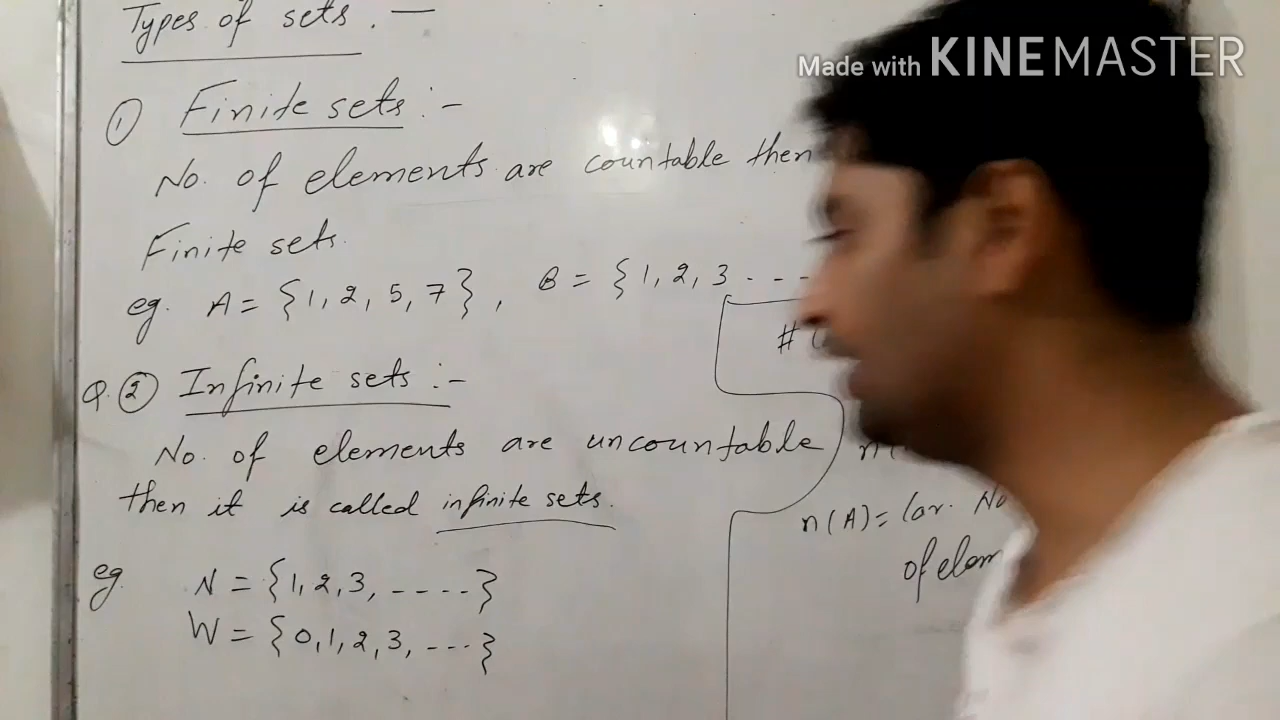 Types of sets. —
Made with KINEMASTER
① Finite sets :-
No. of elements are countable then
Finite sets.
eg. A = {1, 2, 5, 7}, B = {1, 2, 3 - - -
#
Q. ② Infinite sets :-
No. of elements are uncountable
then it is called infinite sets.
n(A) = Car. No
of elem
eg. N = {1, 2, 3, - - - -}
W = {0, 1, 2, 3, - - -}